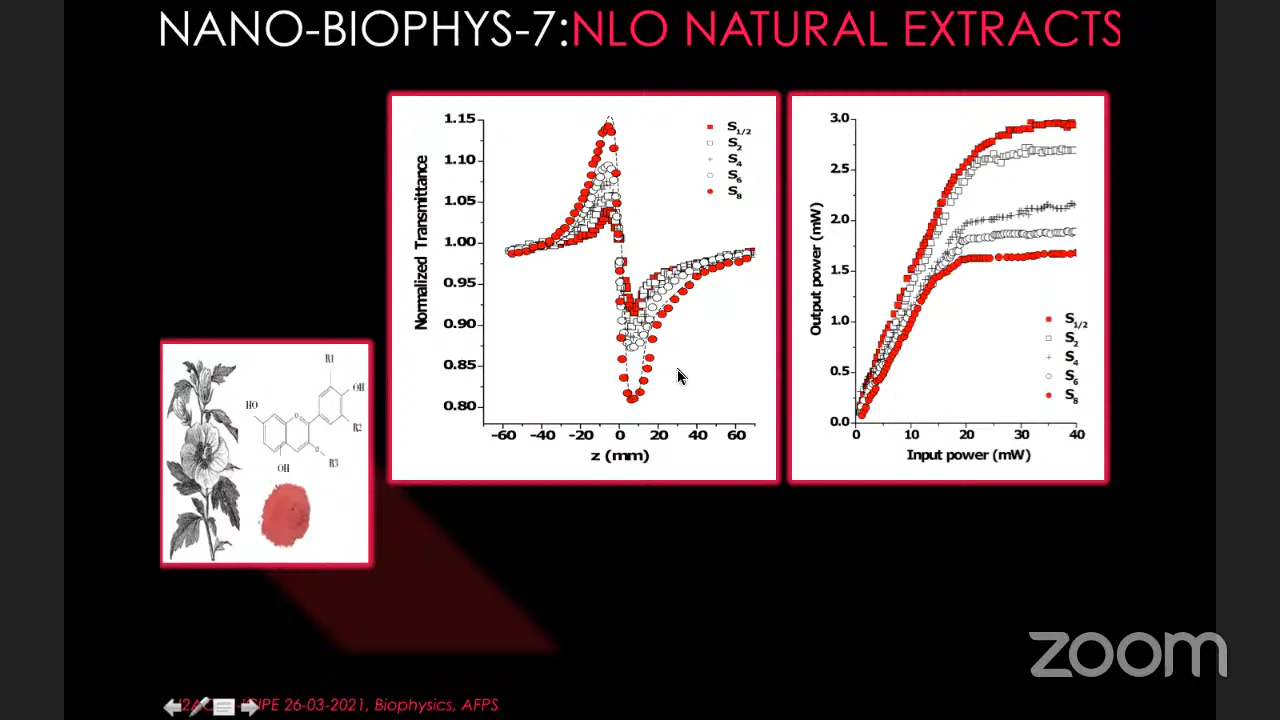 NANO-BIOPHYS-7:NLO NATURAL EXTRACTS
1.15
1.10
1.05
1.00
0.95
0.90
0.85
0.80
Normalized Transmittance
-60 -40 -20 0 20 40 60
z (mm)
S1/2
S2
S4
S6
S8
3.0
2.5
2.0
1.5
1.0
0.5
0.0
Output power (mW)
0 10 20 30 40
Input power (mW)
S1/2
S2
S4
S6
S8
R1
OH
HO
O
R2
O
R3
OH
zoom
26-03-2021, Biophysics, AFPS